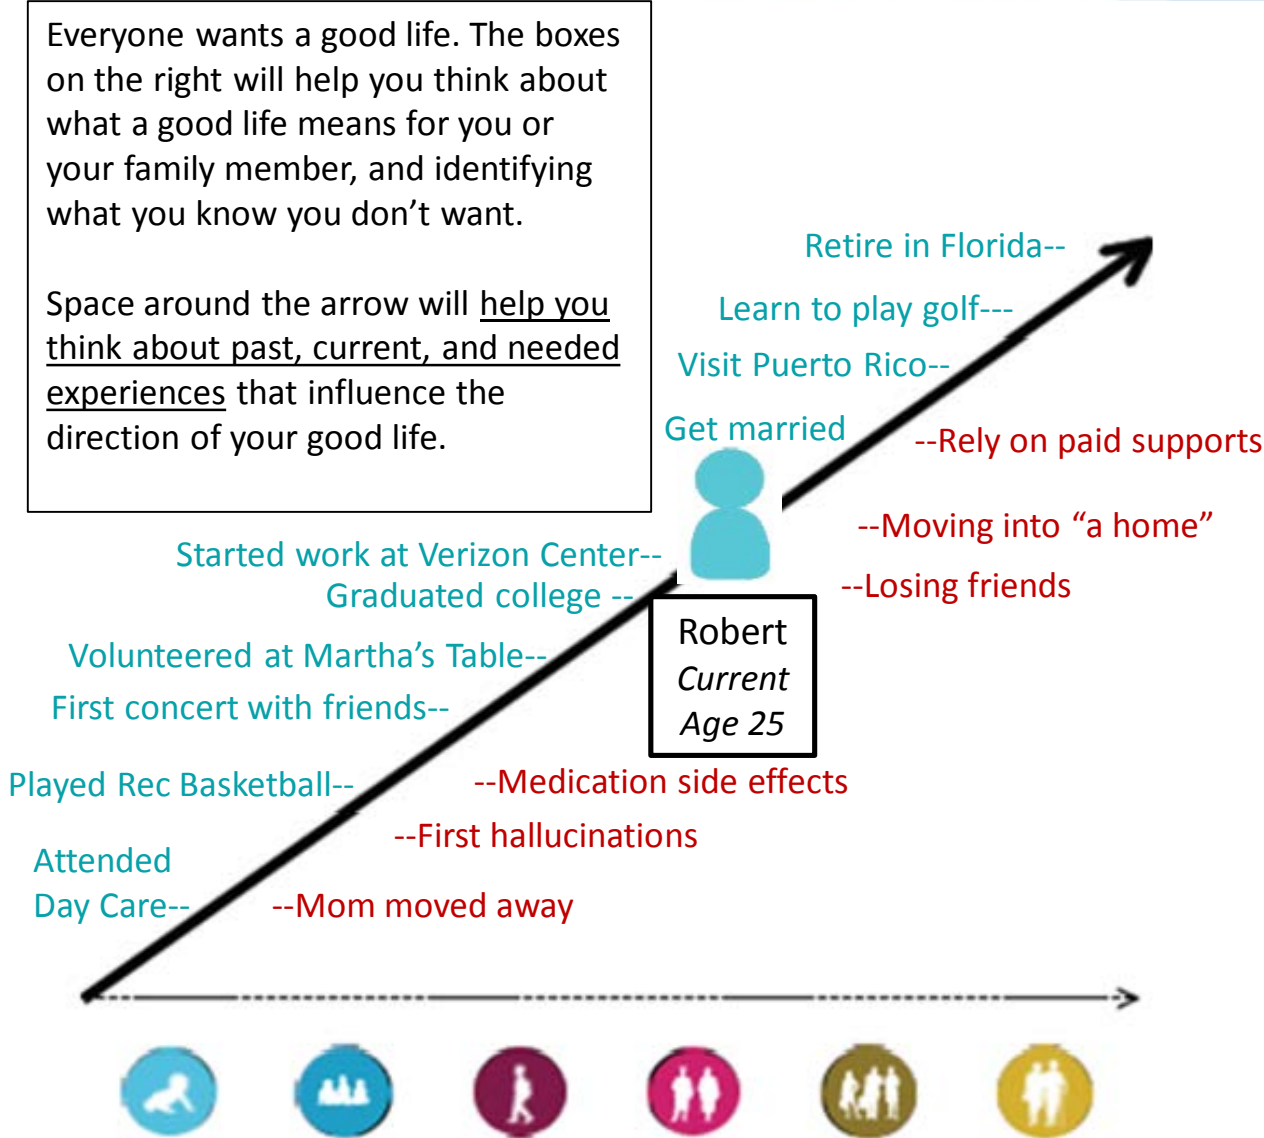 Everyone wants a good life. The boxes
on the right will help you think about
what a good life means for you or
your family member, and identifying
what you know you don’t want.
Space around the arrow will help you
think about past, current, and needed
experiences that influence the
direction of your good life.
Retire in Florida--
Learn to play golf---
Visit Puerto Rico--
Get married
--Rely on paid supports
--Moving into “a home”
--Losing friends
Started work at Verizon Center--
Graduated college --
Volunteered at Martha’s Table--
First concert with friends--
Played Rec Basketball--
Attended
Day Care--
Robert
Current
Age 25
--Medication side effects
--First hallucinations
--Mom moved away